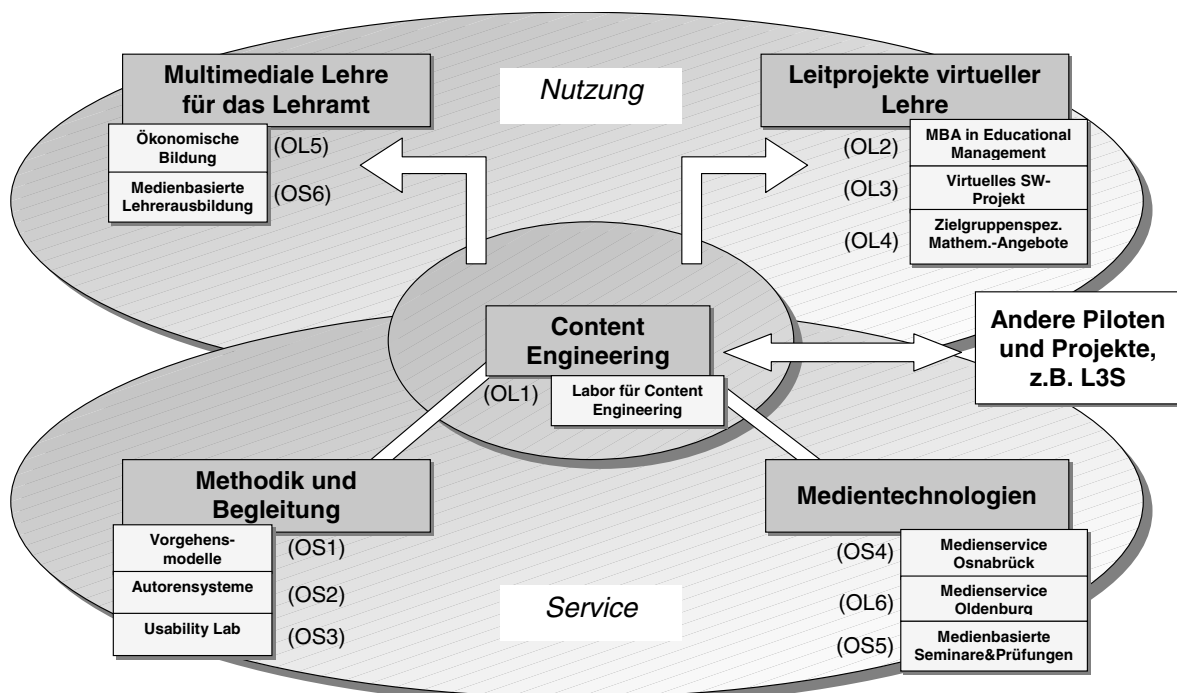 Multimediale Lehre
für das Lehramt
Nutzung
Leitprojekte virtueller
Lehre
Ökonomische
Bildung
(OL5)
Medienbasierte
Lehrerausbildung
(OS6)
(OL2)
MBA in Educational
Management
(OL3)
Virtuelles SW-
Projekt
(OL4)
Zielgruppenspez.
Mathem.-Angebote
Content
Engineering
(OL1)
Labor für Content
Engineering
Andere Piloten
und Projekte,
z.B. L3S
Methodik und
Begleitung
Vorgehens-
modelle
(OS1)
Autorensysteme
(OS2)
Usability Lab
(OS3)
Service
Medientechnologien
(OS4)
Medienservice
Osnabrück
(OL6)
Medienservice
Oldenburg
(OS5)
Medienbasierte
Seminare&Prüfungen